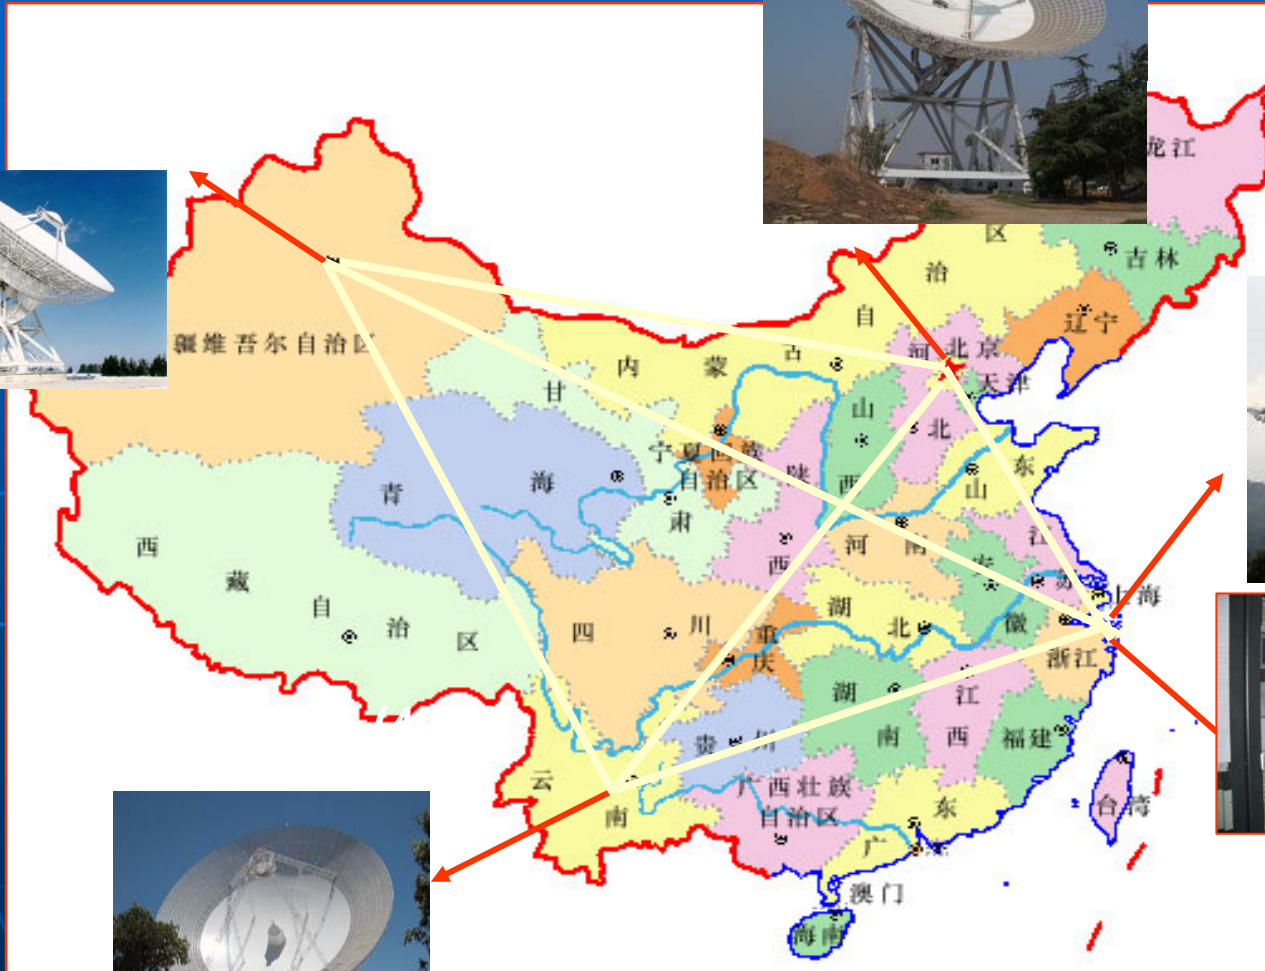 龙江
吉林
辽宁
区
治
自
古
蒙
内
河
北京
天津
北
疆维吾尔自治区
甘
肃
宁夏回族
自治区
青
海
陕
西
山
西
山
东
河
南
江
苏
安
徽
上海
浙江
西
藏
自
治
区
四
川
重
庆
湖
北
湖
南
江
西
福建
贵
州
云
南
广西壮族
自治区
广
东
台湾
澳门
海南